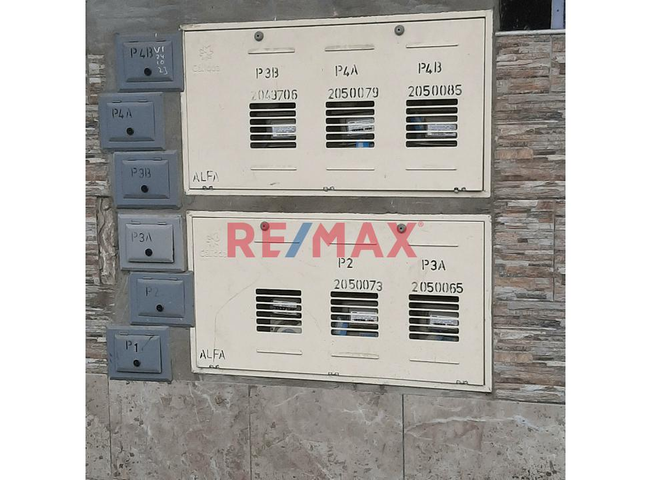 P4B
VI
P4A
P3B
P3A
P2
P1
P3B P4A P4B
2049706 2050079 2050085
ALFA
RE/MAX
P2 P3A
2050073 2050065
ALFA